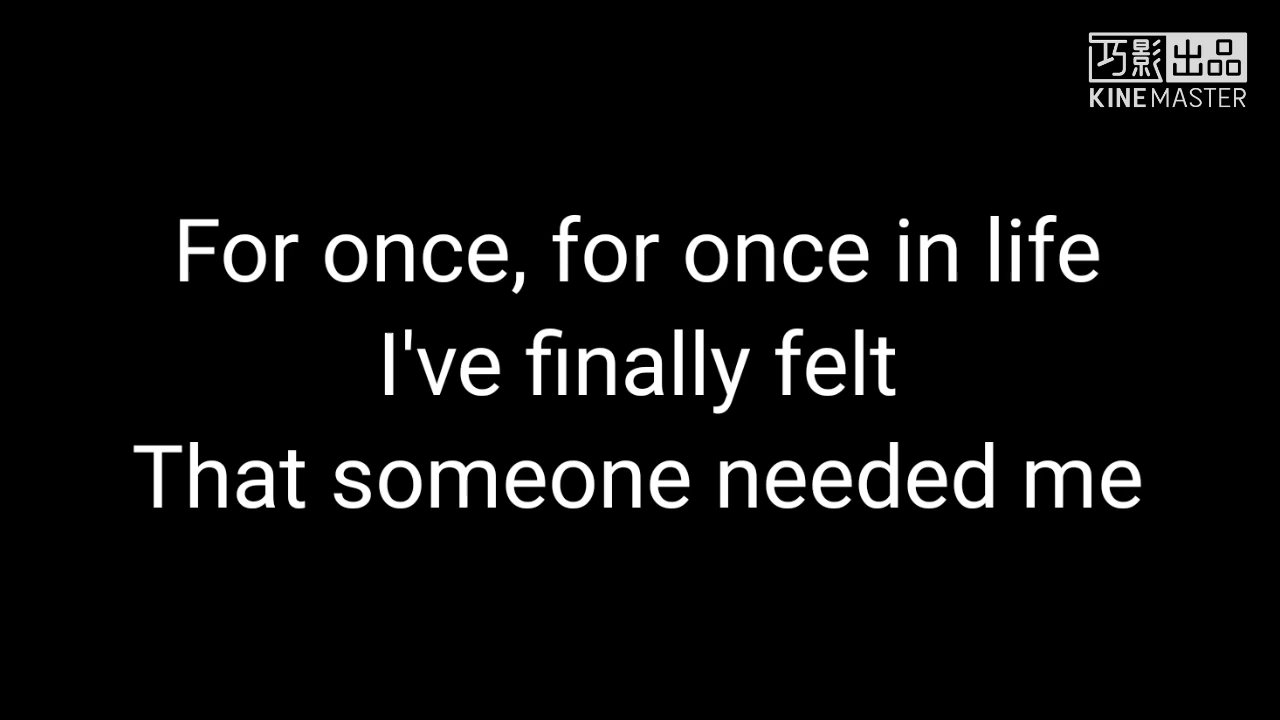 巧影出品
KINEMASTER
For once, for once in life
I've finally felt
That someone needed me